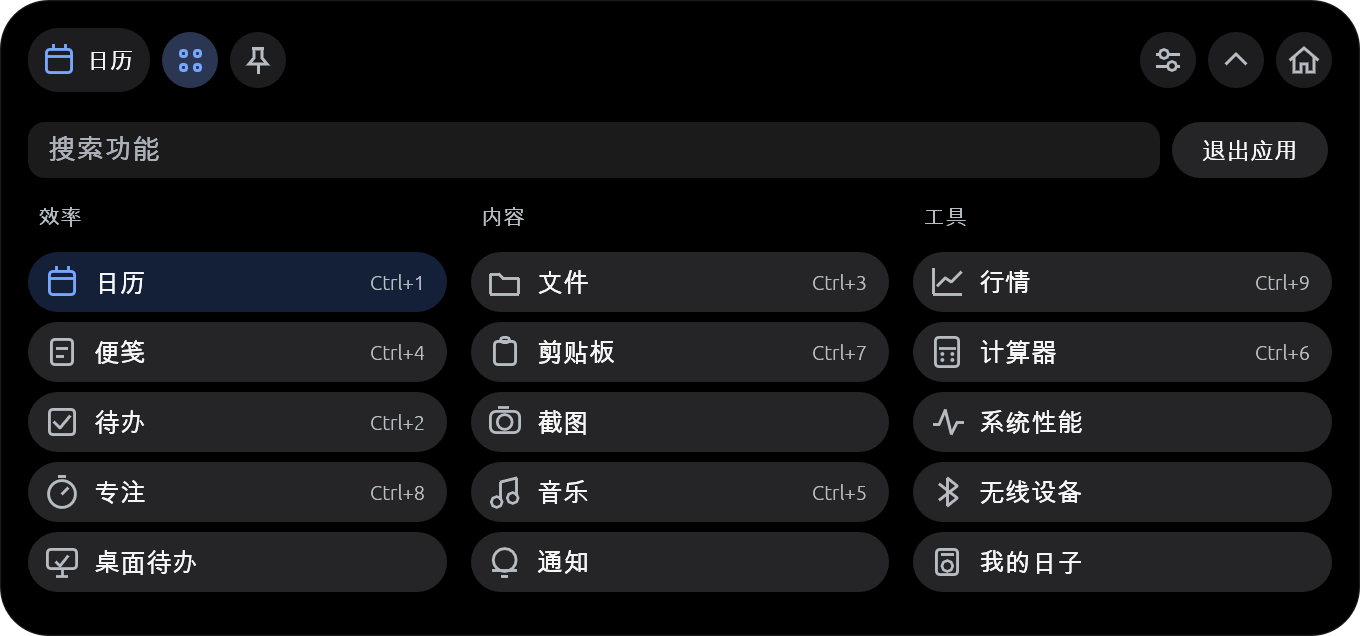 日历
搜索功能 退出应用
效率 内容 工具
日历 Ctrl+1 文件 Ctrl+3 行情 Ctrl+9
便笺 Ctrl+4 剪贴板 Ctrl+7 计算器 Ctrl+6
待办 Ctrl+2 截图 系统性能
专注 Ctrl+8 音乐 Ctrl+5 无线设备
桌面待办 通知 我的日子